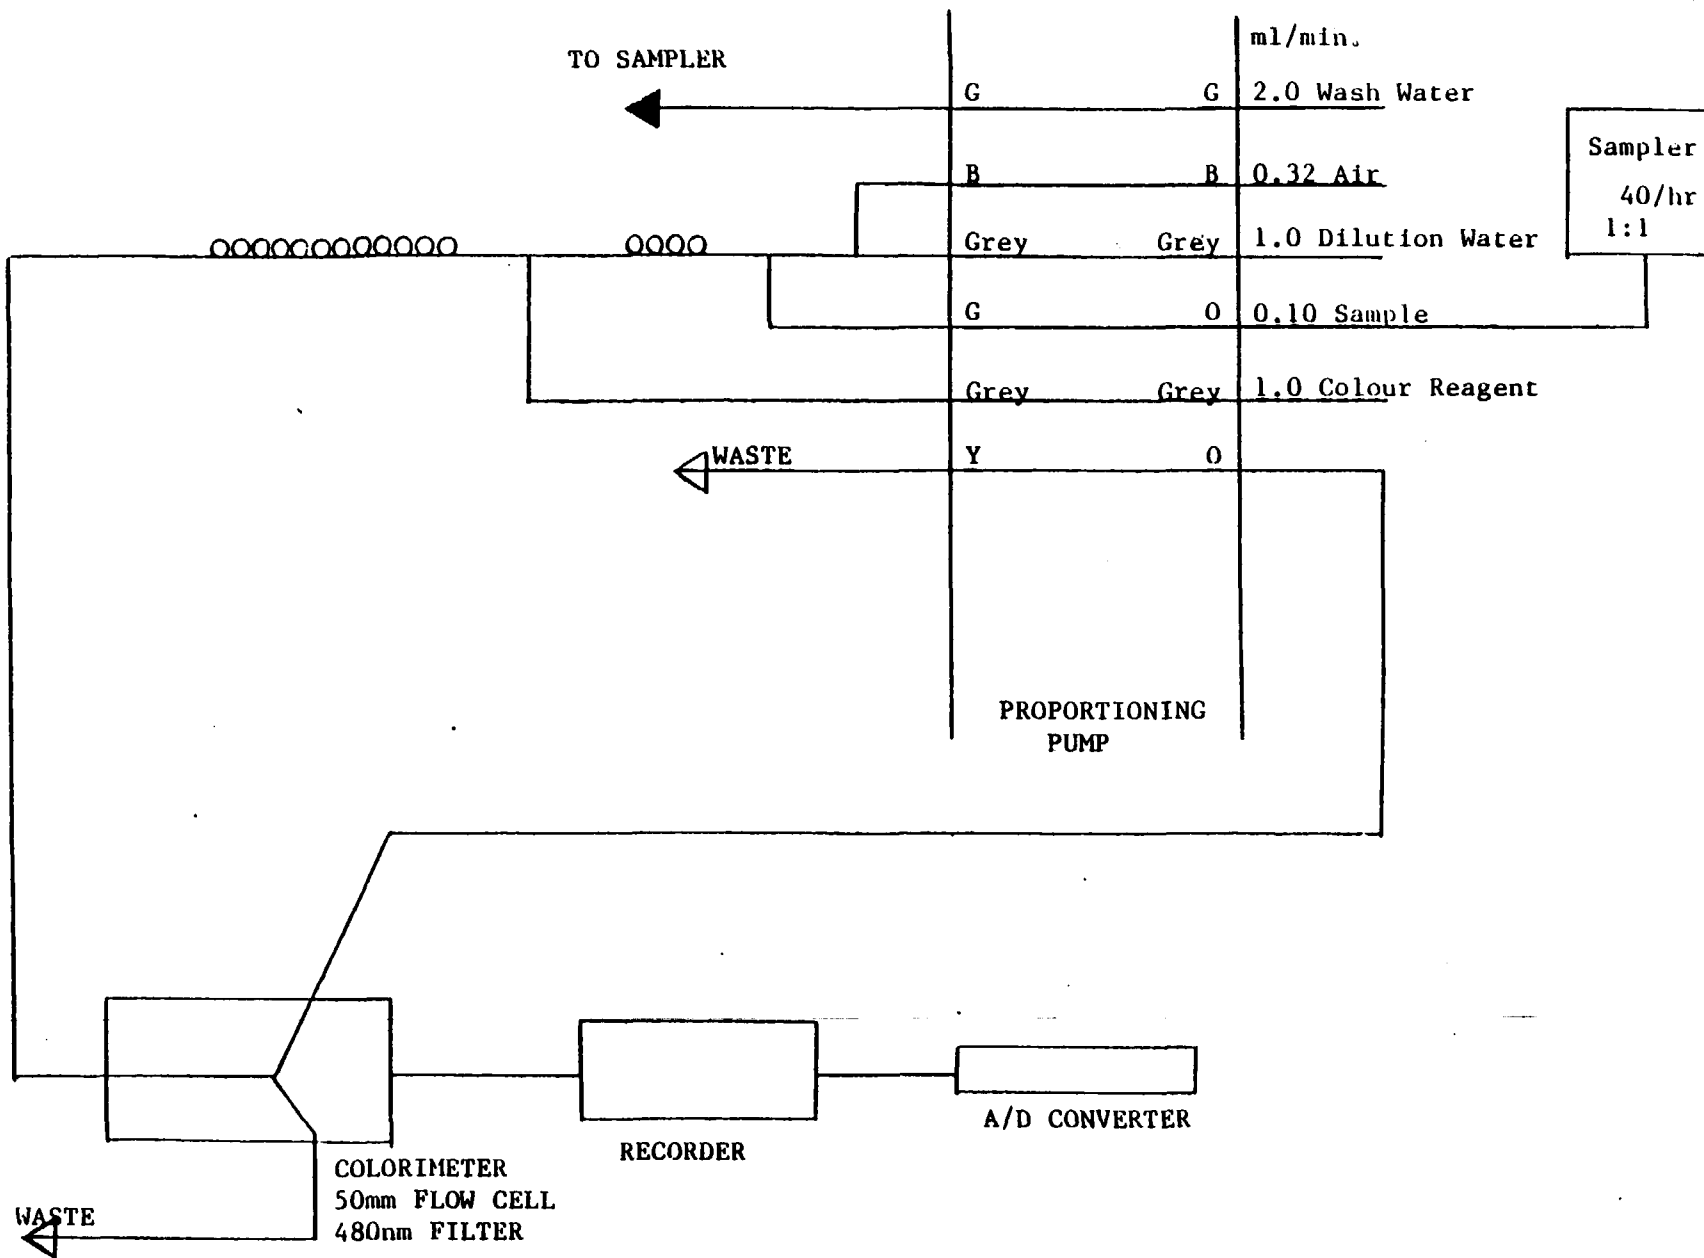 ml/min.
TO SAMPLER
G G 2.0 Wash Water
B B 0.32 Air
Grey Grey 1.0 Dilution Water
G O 0.10 Sample
Grey Grey 1.0 Colour Reagent
WASTE Y O
Sampler
40/hr
1:1
PROPORTIONING
PUMP
COLORIMETER
50mm FLOW CELL
480nm FILTER
RECORDER
A/D CONVERTER
WASTE